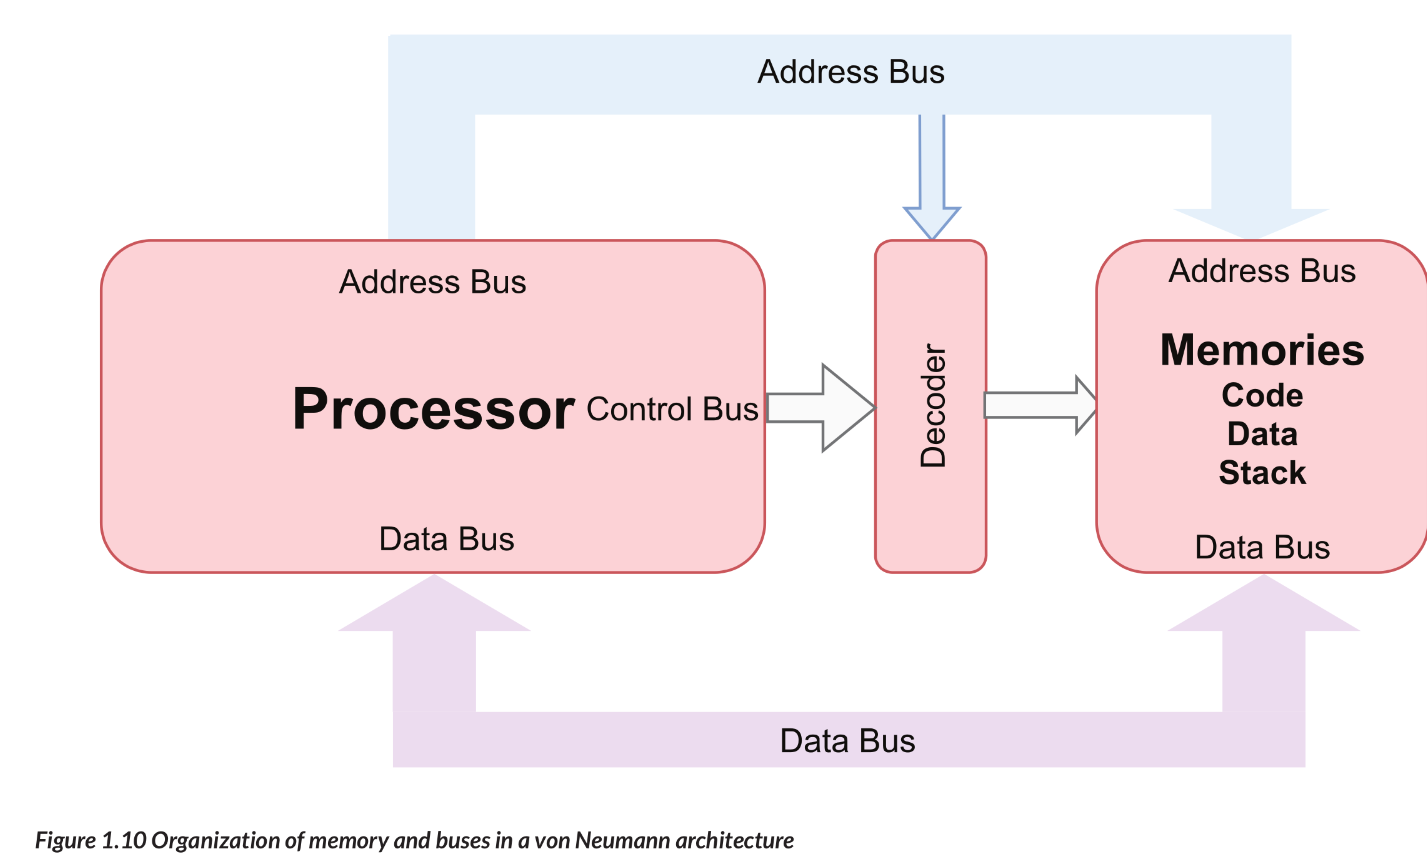 Address Bus
Address Bus
Address Bus
Processor
Control Bus
Decoder
Memories
Code
Data
Stack
Data Bus
Data Bus
Data Bus
Figure 1.10 Organization of memory and buses in a von Neumann architecture